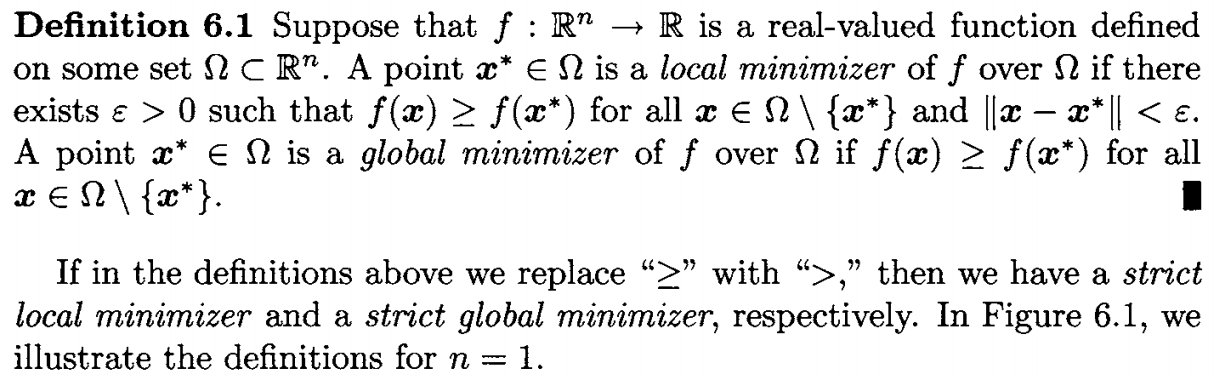 Definition 6.1 Suppose that f : ℝⁿ → ℝ is a real-valued function defined
on some set Ω ⊂ ℝⁿ. A point x* ∈ Ω is a local minimizer of f over Ω if there
exists ε > 0 such that f(x) ≥ f(x*) for all x ∈ Ω \ {x*} and ‖x − x*‖ < ε.
A point x* ∈ Ω is a global minimizer of f over Ω if f(x) ≥ f(x*) for all
x ∈ Ω \ {x*}. ∎
If in the definitions above we replace “≥” with “>,” then we have a strict
local minimizer and a strict global minimizer, respectively. In Figure 6.1, we
illustrate the definitions for n = 1.